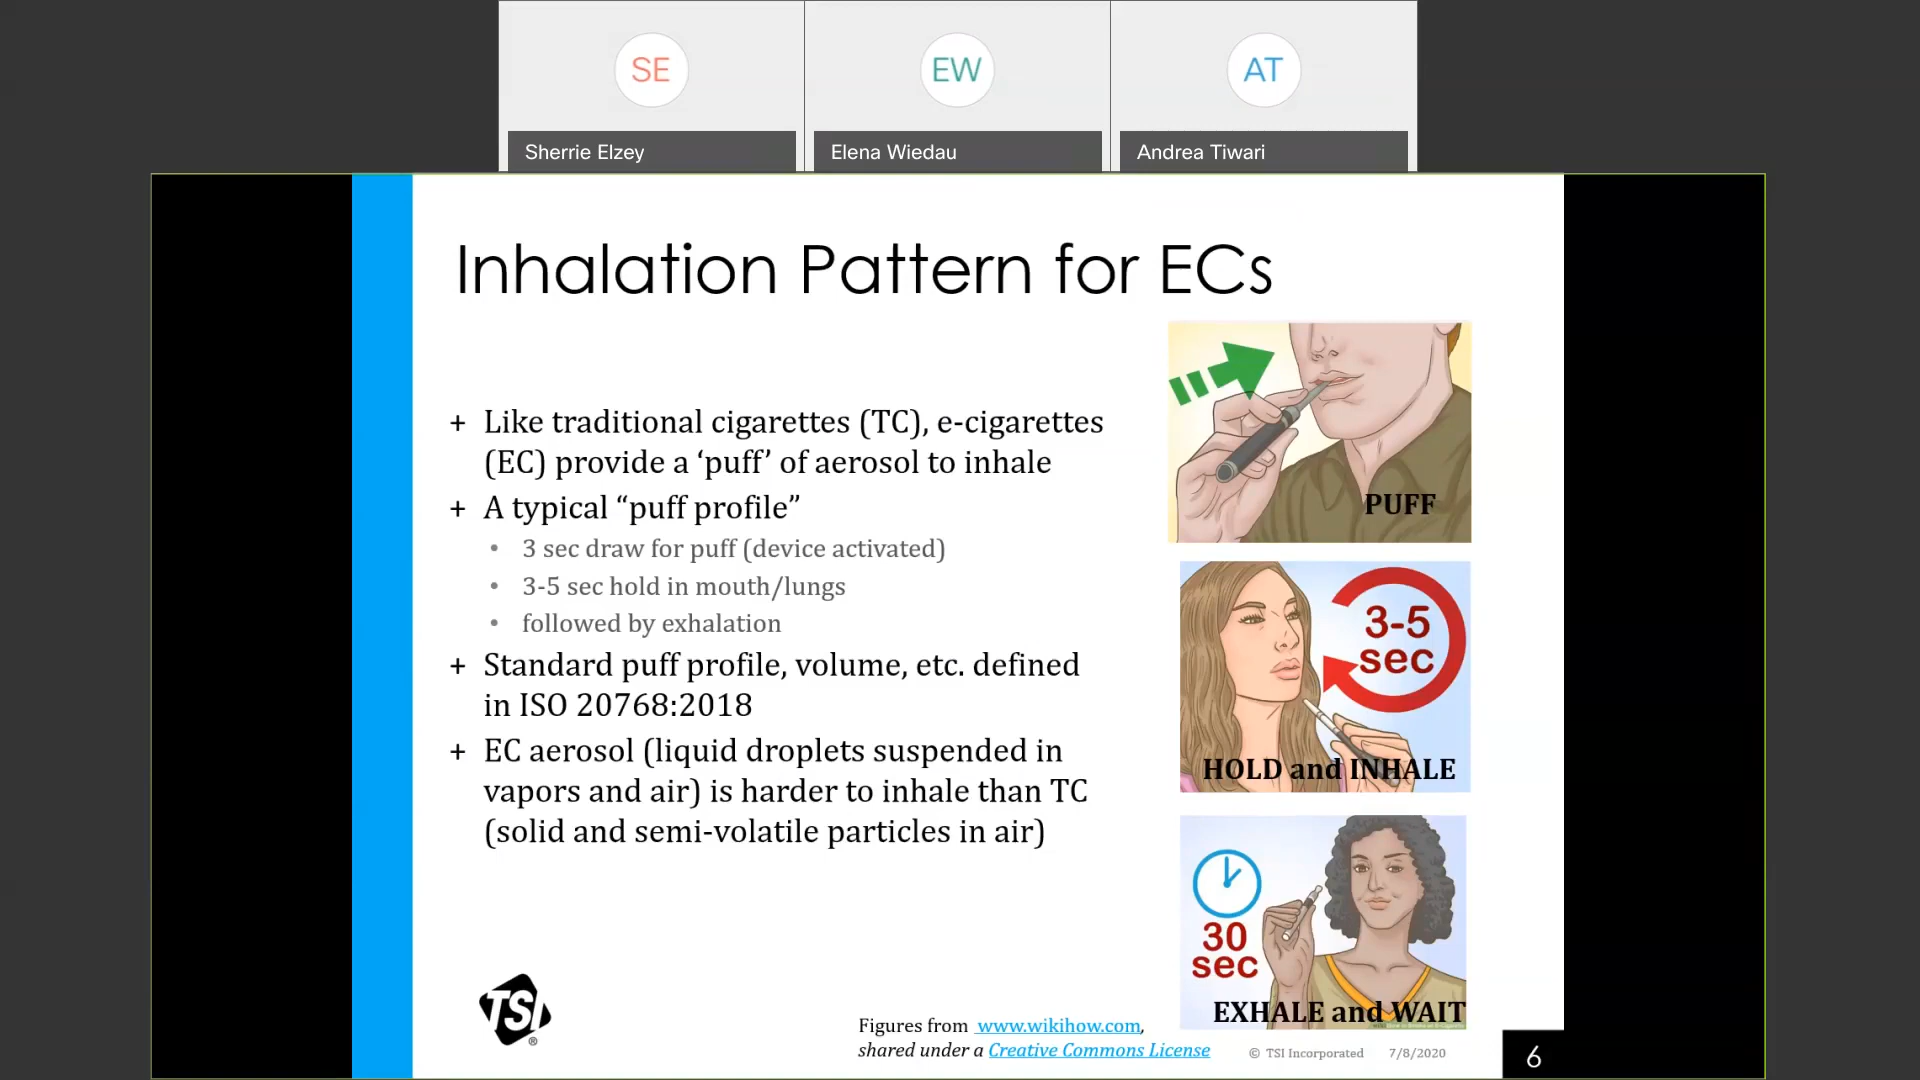 SE
EW
AT
Sherrie Elzey
Elena Wiedau
Andrea Tiwari
Inhalation Pattern for ECs
+ Like traditional cigarettes (TC), e-cigarettes
(EC) provide a ‘puff’ of aerosol to inhale
+ A typical “puff profile”
• 3 sec draw for puff (device activated)
• 3-5 sec hold in mouth/lungs
• followed by exhalation
+ Standard puff profile, volume, etc. defined
in ISO 20768:2018
+ EC aerosol (liquid droplets suspended in
vapors and air) is harder to inhale than TC
(solid and semi-volatile particles in air)
PUFF
3-5
sec
HOLD and INHALE
30
sec
EXHALE and WAIT
TSI®
Figures from www.wikihow.com,
shared under a Creative Commons License
© TSI Incorporated 7/8/2020
6